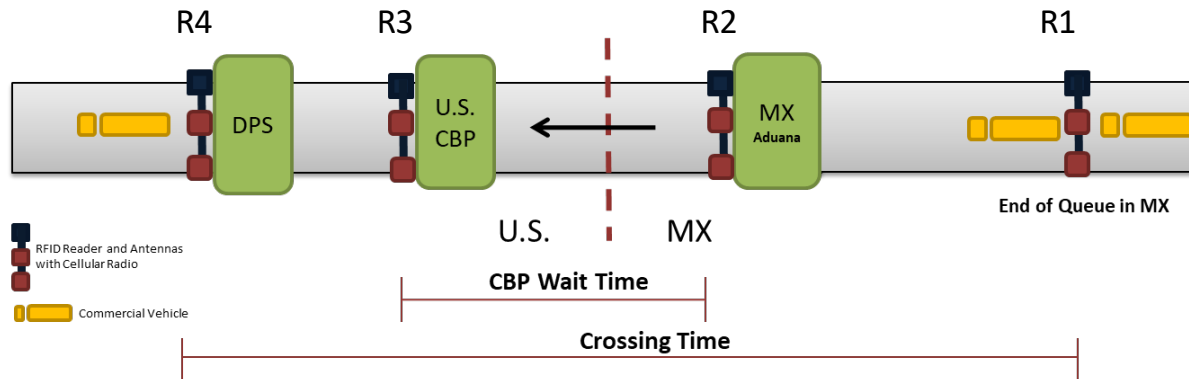 R4 R3 R2 R1
DPS
U.S.
CBP
MX
Aduana
End of Queue in MX
U.S. MX
RFID Reader and Antennas
with Cellular Radio
CBP Wait Time
Commercial Vehicle
Crossing Time